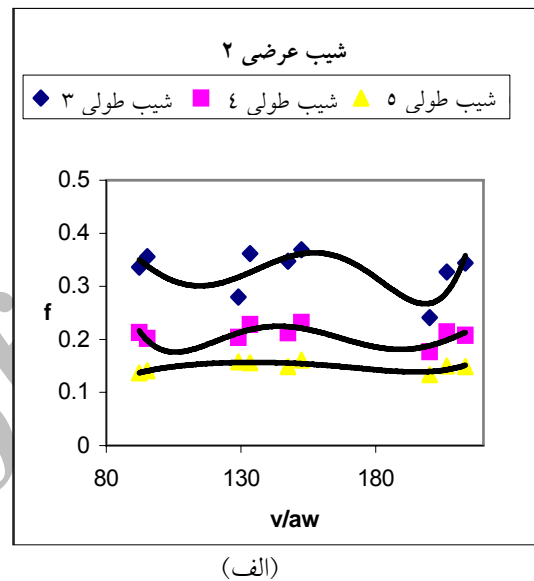 شیب عرضی ۲
شیب طولی ۳ شیب طولی ٤ شیب طولی ٥
0.5
0.4
0.3
0.2
0.1
0
f
80 130 180
v/aw
(الف)